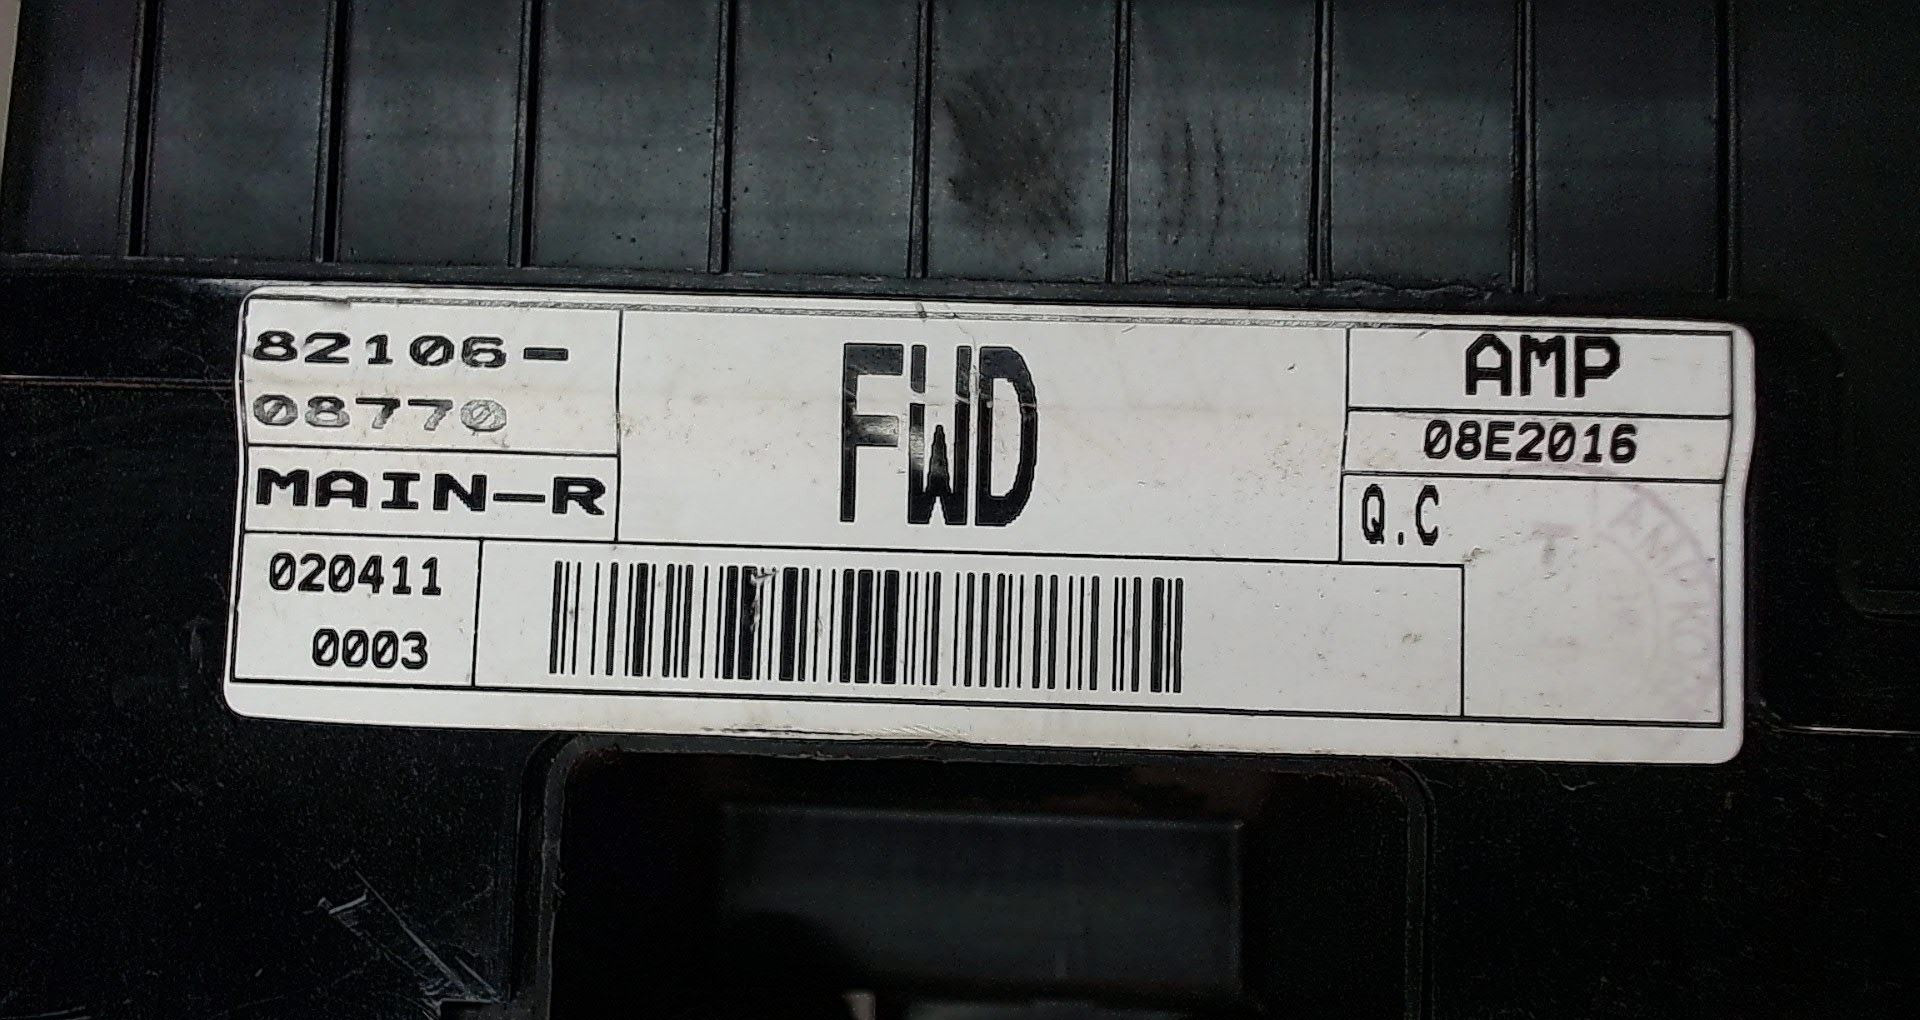 82106-
08770
MAIN-R
FWD
AMP
08E2016
Q.C
020411
0003